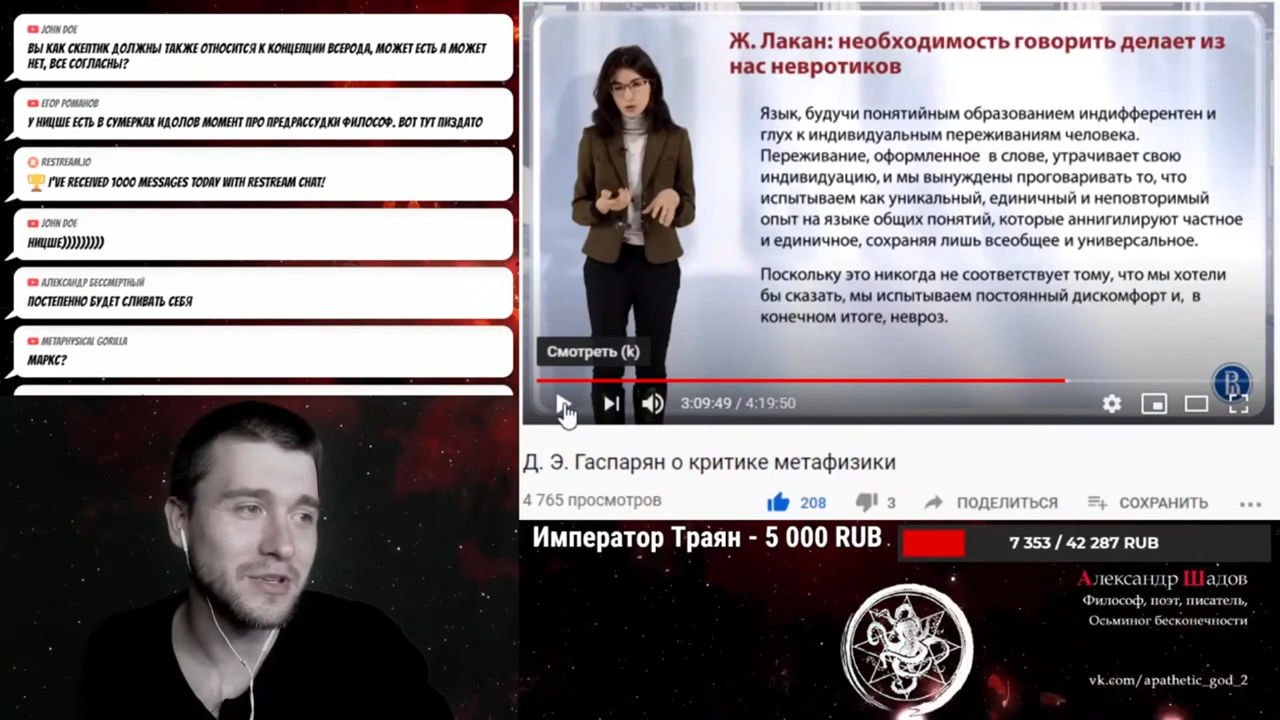 JOHN DOE
ВЫ КАК СКЕПТИК ДОЛЖНЫ ТАКЖЕ ОТНОСИТСЯ К КОНЦЕПЦИИ ВСЕРОДА, МОЖЕТ ЕСТЬ А МОЖЕТ
НЕТ, ВСЕ СОГЛАСНЫ?
ЕГОР РОМАНОВ
У НИЦШЕ ЕСТЬ В СУМЕРКАХ ИДОЛОВ МОМЕНТ ПРО ПРЕДРАССУДКИ ФИЛОСОФ. ВОТ ТУТ ПИЗДАТО
RESTREAM.IO
I'VE RECEIVED 1000 MESSAGES TODAY WITH RESTREAM CHAT!
JOHN DOE
НИЦШЕ)))))))))
АЛЕКСАНДР БЕССМЕРТНЫЙ
ПОСТЕПЕННО БУДЕТ СЛИВАТЬ СЕБЯ
METAPHYSICAL GORILLA
МАРКС?
Ж. Лакан: необходимость говорить делает из
нас невротиков
Язык, будучи понятийным образованием индифферентен и
глух к индивидуальным переживаниям человека.
Переживание, оформленное в слове, утрачивает свою
индивидуацию, и мы вынуждены проговаривать то, что
испытываем как уникальный, единичный и неповторимый
опыт на языке общих понятий, которые аннигилируют частное
и единичное, сохраняя лишь всеобщее и универсальное.
Поскольку это никогда не соответствует тому, что мы хотели
бы сказать, мы испытываем постоянный дискомфорт и, в
конечном итоге, невроз.
Смотреть (k)
3:09:49 / 4:19:50
Д. Э. Гаспарян о критике метафизики
4 765 просмотров
208
3
ПОДЕЛИТЬСЯ
СОХРАНИТЬ
Император Траян - 5 000 RUB
7 353 / 42 287 RUB
Александр Шадов
Философ, поэт, писатель,
Осьминог бесконечности
vk.com/apathetic_god_2